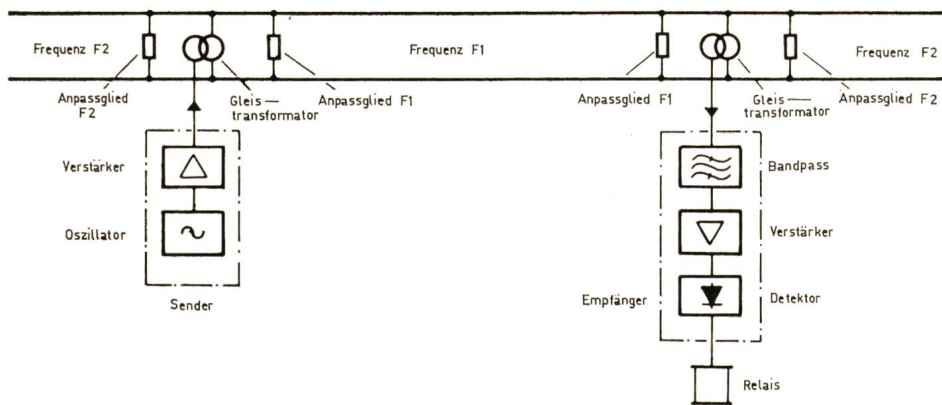 Frequenz F2
Frequenz F1
Frequenz F2
Anpassglied
F2
Gleis—
transformator
Anpassglied F1
Anpassglied F1
Gleis—
transformator
Anpassglied F2
Verstärker
Oszillator
Sender
Bandpass
Verstärker
Empfänger
Detektor
Relais